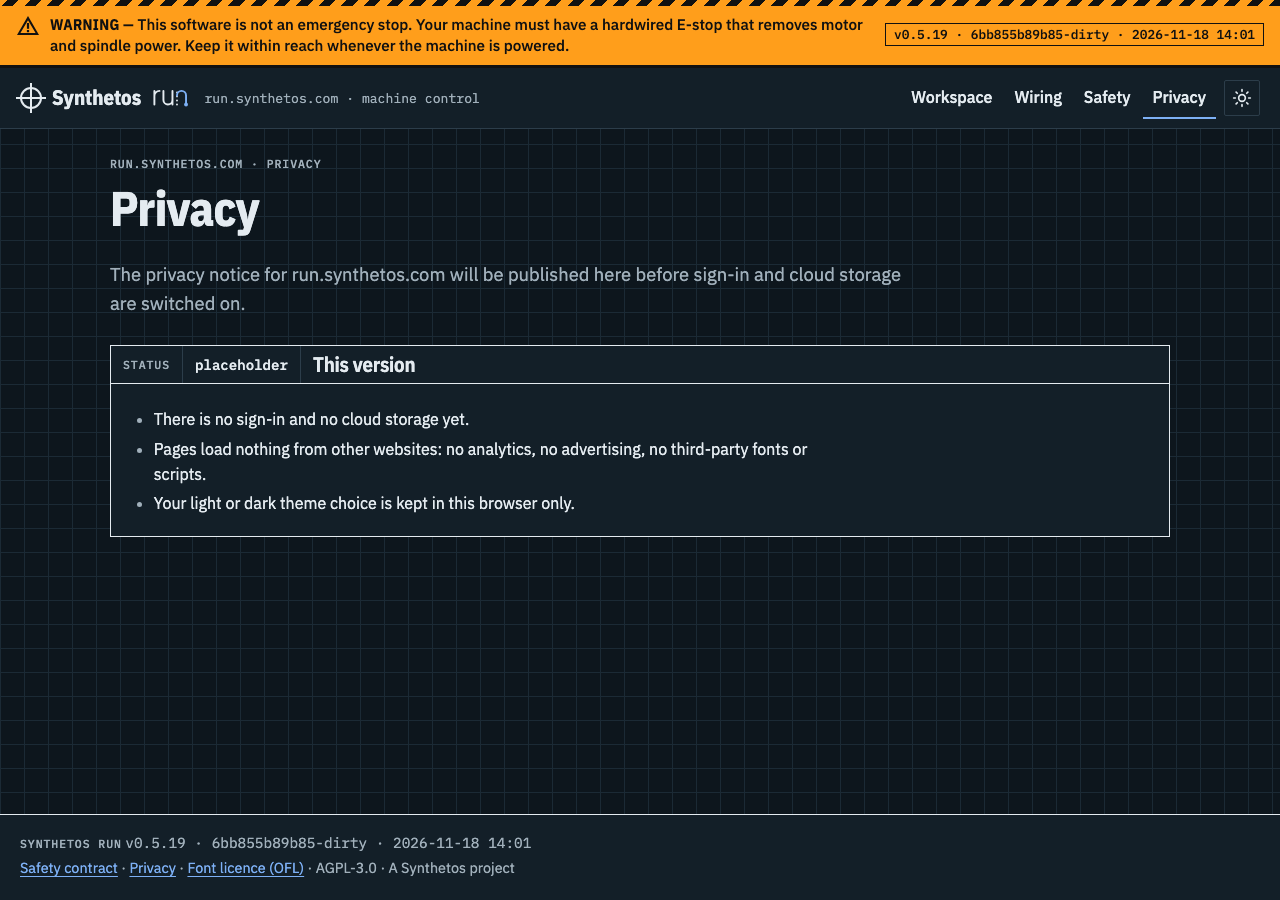 WARNING — This software is not an emergency stop. Your machine must have a hardwired E-stop that removes motor
and spindle power. Keep it within reach whenever the machine is powered.
v0.5.19 · 6bb855b89b85-dirty · 2026-11-18 14:01
Synthetos run run.synthetos.com · machine control
Workspace Wiring Safety Privacy
RUN.SYNTHETOS.COM · PRIVACY
Privacy
The privacy notice for run.synthetos.com will be published here before sign-in and cloud storage
are switched on.
STATUS placeholder This version
There is no sign-in and no cloud storage yet.
Pages load nothing from other websites: no analytics, no advertising, no third-party fonts or
scripts.
Your light or dark theme choice is kept in this browser only.
SYNTHETOS RUN v0.5.19 · 6bb855b89b85-dirty · 2026-11-18 14:01
Safety contract · Privacy · Font licence (OFL) · AGPL-3.0 · A Synthetos project